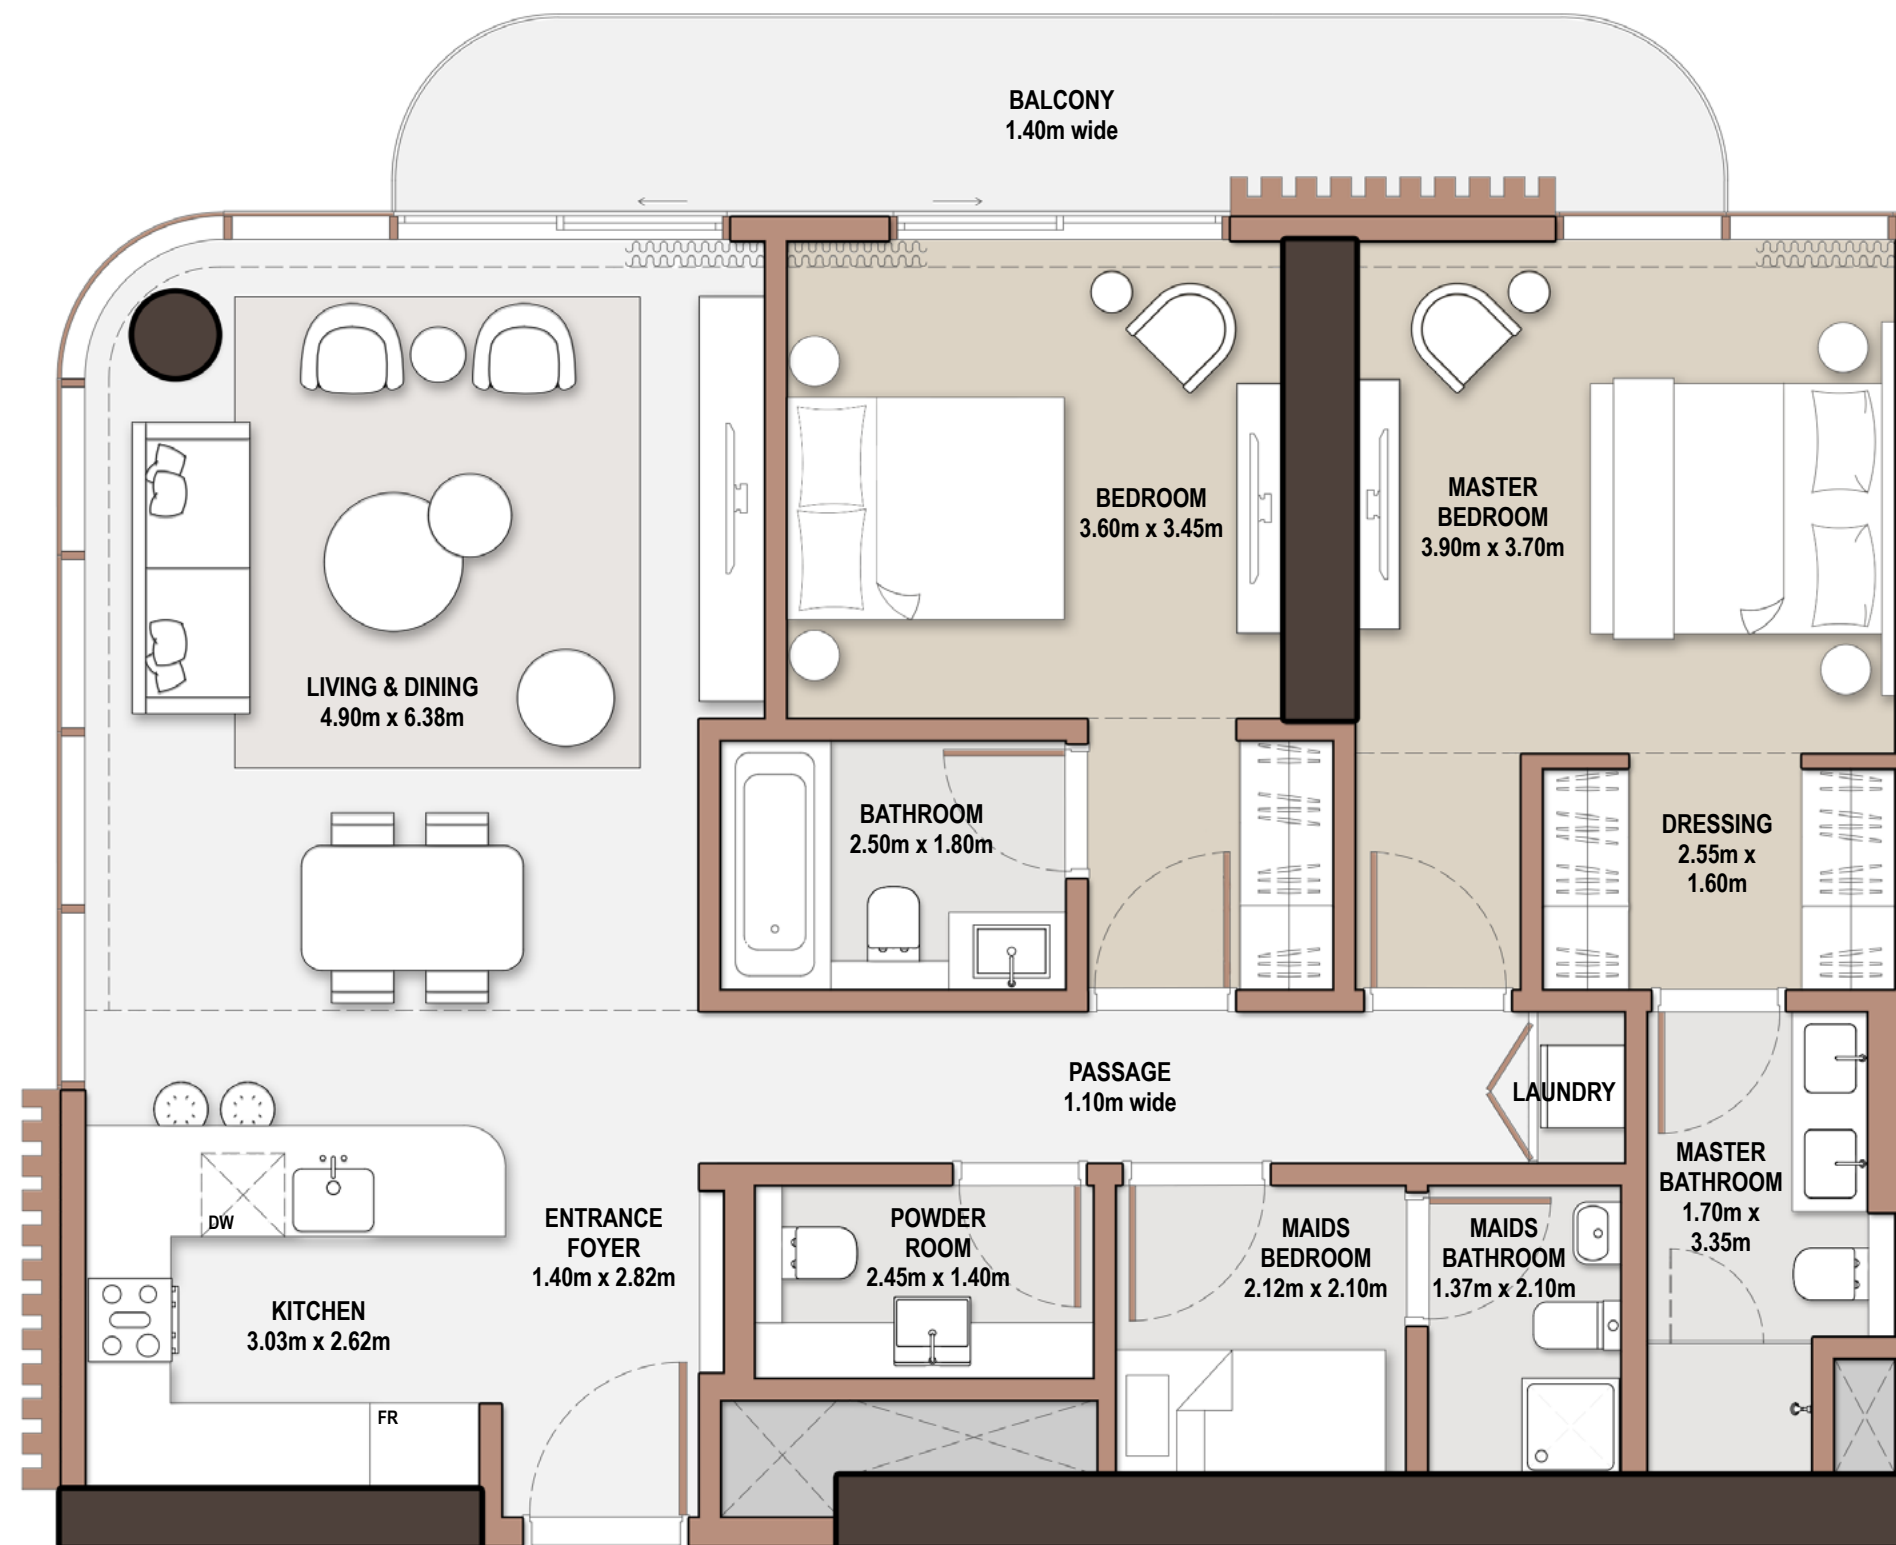 BALCONY
1.40m wide
BEDROOM
3.60m x 3.45m
MASTER
BEDROOM
3.90m x 3.70m
LIVING & DINING
4.90m x 6.38m
BATHROOM
2.50m x 1.80m
DRESSING
2.55m x
1.60m
PASSAGE
1.10m wide
LAUNDRY
MASTER
BATHROOM
1.70m x
3.35m
DW
ENTRANCE
FOYER
1.40m x 2.82m
POWDER
ROOM
2.45m x 1.40m
MAIDS
BEDROOM
2.12m x 2.10m
MAIDS
BATHROOM
1.37m x 2.10m
KITCHEN
3.03m x 2.62m
FR